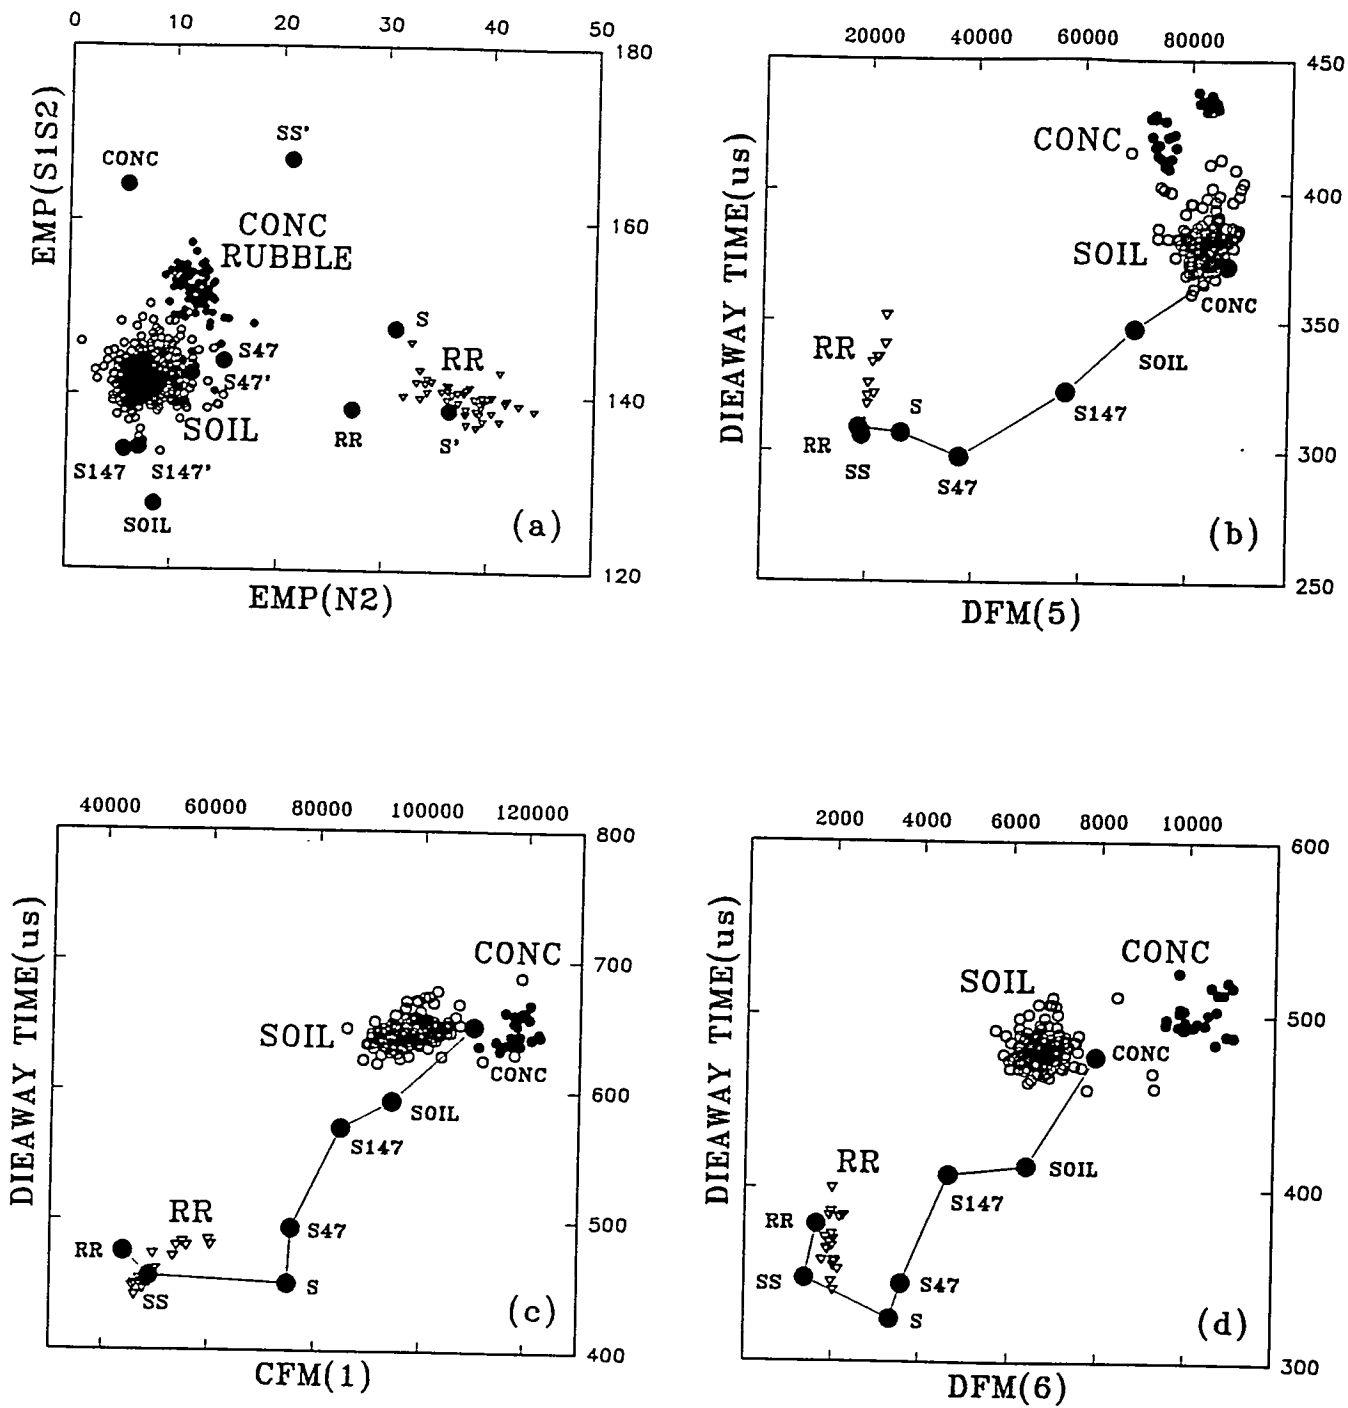 0 10 20 30 40 50
180
160
140
120
EMP(S1S2)
SS'
CONC
CONC
RUBBLE
S
S47
RR
S47'
SOIL
RR
S'
S147 S147'
SOIL
(a)
EMP(N2)
20000 40000 60000 80000
450
400
350
300
250
DIEAWAY TIME(us)
CONC
SOIL
CONC
RR
SOIL
S
S147
RR
SS
S47
(b)
DFM(5)
40000 60000 80000 100000 120000
800
700
600
500
400
DIEAWAY TIME(us)
CONC
SOIL
CONC
SOIL
S147
RR
S47
RR
SS
S
(c)
CFM(1)
2000 4000 6000 8000 10000
600
500
400
300
DIEAWAY TIME(us)
CONC
SOIL
CONC
RR
SOIL
S147
RR
SS
S47
S
(d)
DFM(6)